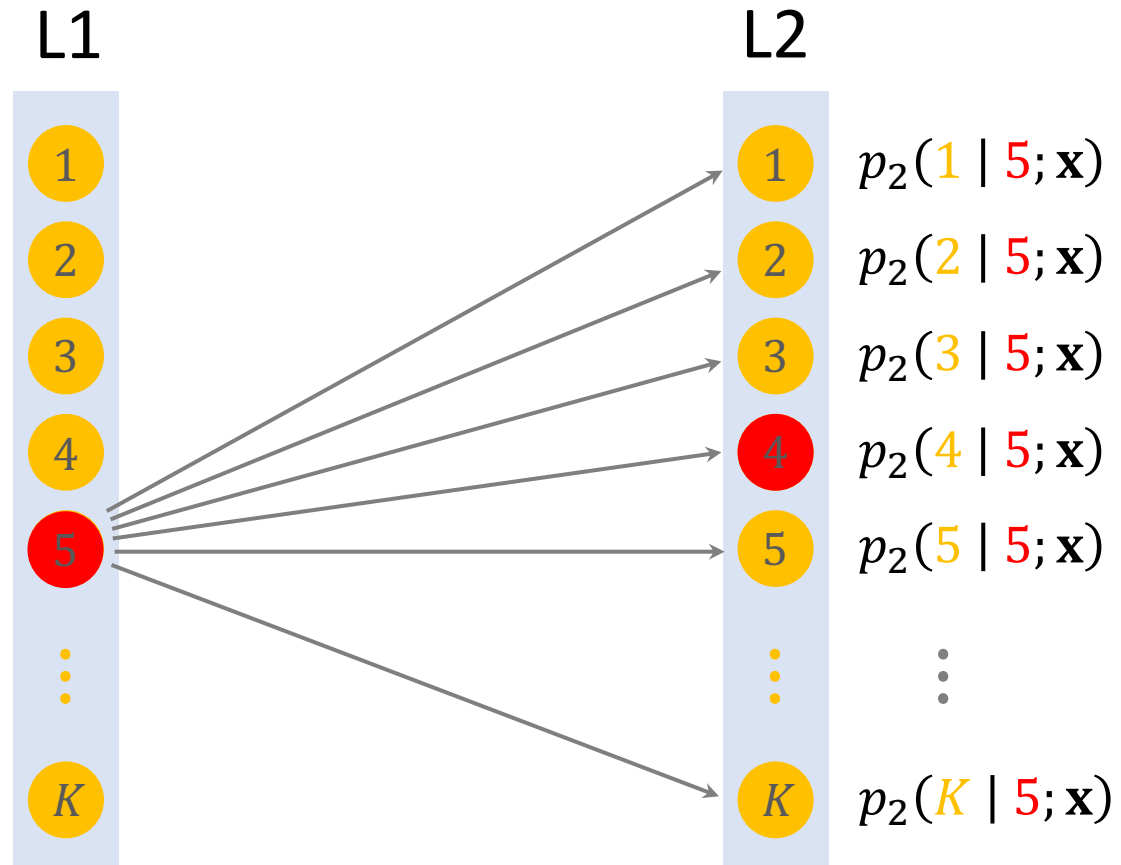 L1 L2
1 1 p₂(1 | 5; x)
2 2 p₂(2 | 5; x)
3 3 p₂(3 | 5; x)
4 4 p₂(4 | 5; x)
5 5 p₂(5 | 5; x)
⋮ ⋮ ⋮
K K p₂(K | 5; x)